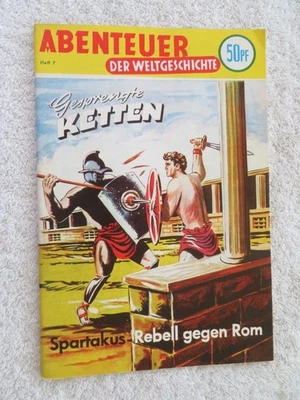 ABENTEUER
DER WELTGESCHICHTE
50PF
Heft 7
Gesprengte
KETTEN
Spartakus-Rebell gegen Rom